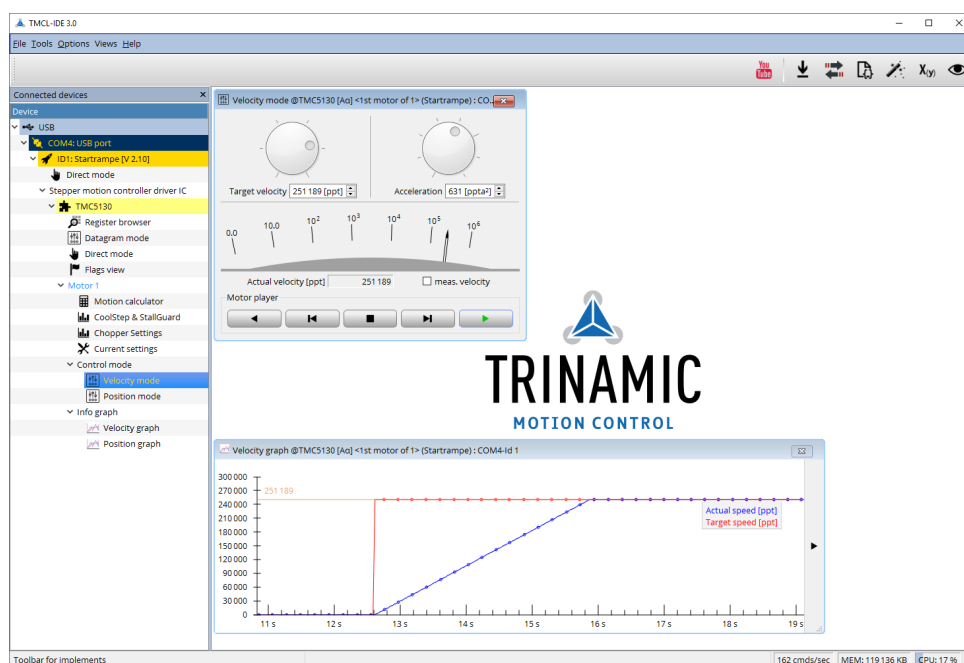 TMCL-IDE 3.0
File Tools Options Views Help
You Tube
X(y)
Connected devices
Device
USB
COM4: USB port
ID1: Startrampe [V 2.10]
Direct mode
Stepper motion controller driver IC
TMC5130
Register browser
Datagram mode
Direct mode
Flags view
Motor 1
Motion calculator
CoolStep & StallGuard
Chopper Settings
Current settings
Control mode
Velocity mode
Position mode
Info graph
Velocity graph
Position graph
Velocity mode @TMC5130 [Aα] <1st motor of 1> (Startrampe) : CO...
Target velocity 251 189 [ppt] Acceleration 631 [ppta²]
0.0 10.0 10² 10³ 10⁴ 10⁵ 10⁶
Actual velocity [ppt] 251 189 meas. velocity
Motor player
TRINAMIC
MOTION CONTROL
Velocity graph @TMC5130 [Aα] <1st motor of 1> (Startrampe) : COM4-Id 1
300 000
270 000
251 189
240 000
210 000
180 000
150 000
120 000
90 000
60 000
30 000
0
Actual speed [ppt]
Target speed [ppt]
11 s 12 s 13 s 14 s 15 s 16 s 17 s 18 s 19 s
Toolbar for implements 162 cmds/sec MEM: 119 136 KB CPU: 17 %